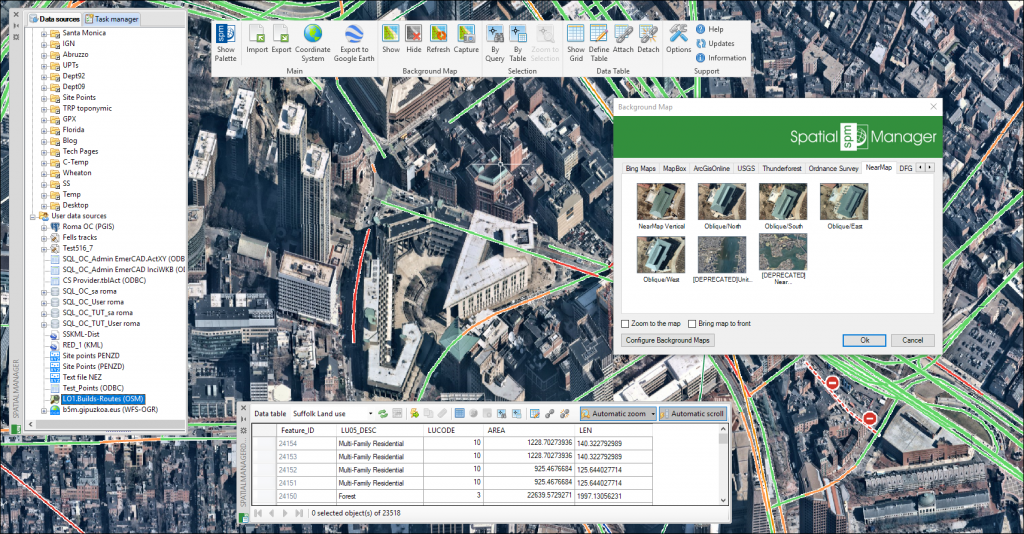 Data sources Task manager
Santa Monica
IGN
Abruzzo
UPTs
Dept92
Dept09
Site Points
TRP toponymic
GPX
Florida
Blog
Tech Pages
C-Temp
Wheaton
SS
Temp
Desktop
User data sources
Roma OC (PGIS)
Fells tracks
Test516_7
SQL_OC_Admin EmerCAD.ActXY (ODB
SQL_OC_Admin EmerCAD InciWKB (OD
CS Provider.tblAct (ODBC)
SQL_OC_sa roma
SQL_OC_User roma
SQL_OC_TUT_sa roma
SQL_OC_TUT_User roma
SSKML-Dist
RED_1 (KML)
Site points PENZD
Site Points (PENZD)
Text file NEZ
Test_Points (ODBC)
LO1.Builds-Routes (OSM)
b5m.gipuzkoa.eus (WFS-OGR)
SPATIALMANAGER
spm
Show Palette
Import
Export
Coordinate System
Export to Google Earth
Main
Show
Hide
Refresh
Capture
Background Map
By Query
By Table
Zoom to Selection
Selection
Show Grid
Define Table
Attach
Detach
Data Table
Options
Help
Updates
Information
Support
Background Map
Spatial spm Manager
Bing Maps MapBox ArcGisOnline USGS Thunderforest Ordnance Survey NearMap DFG
NearMap Vertical
Oblique/North
Oblique/South
Oblique/East
Oblique/West
[DEPRECATED]Unit...
[DEPRECATED] Near...
Zoom to the map Bring map to front
Configure Background Maps Ok Cancel
SPATIALMANAGERD...
Data table Suffolk Land use Automatic zoom Automatic scroll
Feature_ID LU05_DESC LUCODE AREA LEN
24154 Multi-Family Residential 10 1228.70273936 140.322792989
24153 Multi-Family Residential 10 1228.70273936 140.322792989
24152 Multi-Family Residential 10 925.4676684 125.644027714
24151 Multi-Family Residential 10 925.4676684 125.644027714
24150 Forest 3 22639.5729271 1997.13056231
0 selected object(s) of 23518